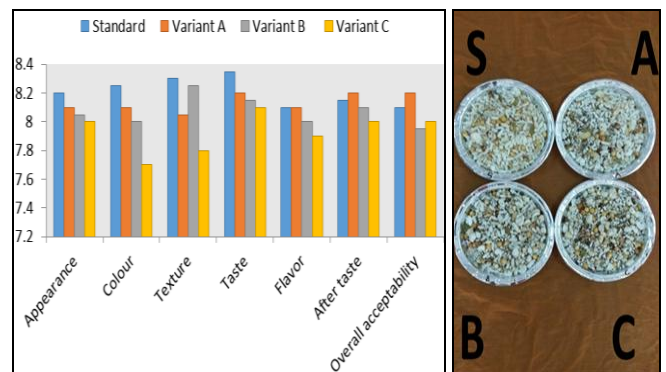 Standard Variant A Variant B Variant C
8.4
8.2
8
7.8
7.6
7.4
7.2
Appearance
Colour
Texture
Taste
Flavor
After taste
Overall acceptability
S A
B C